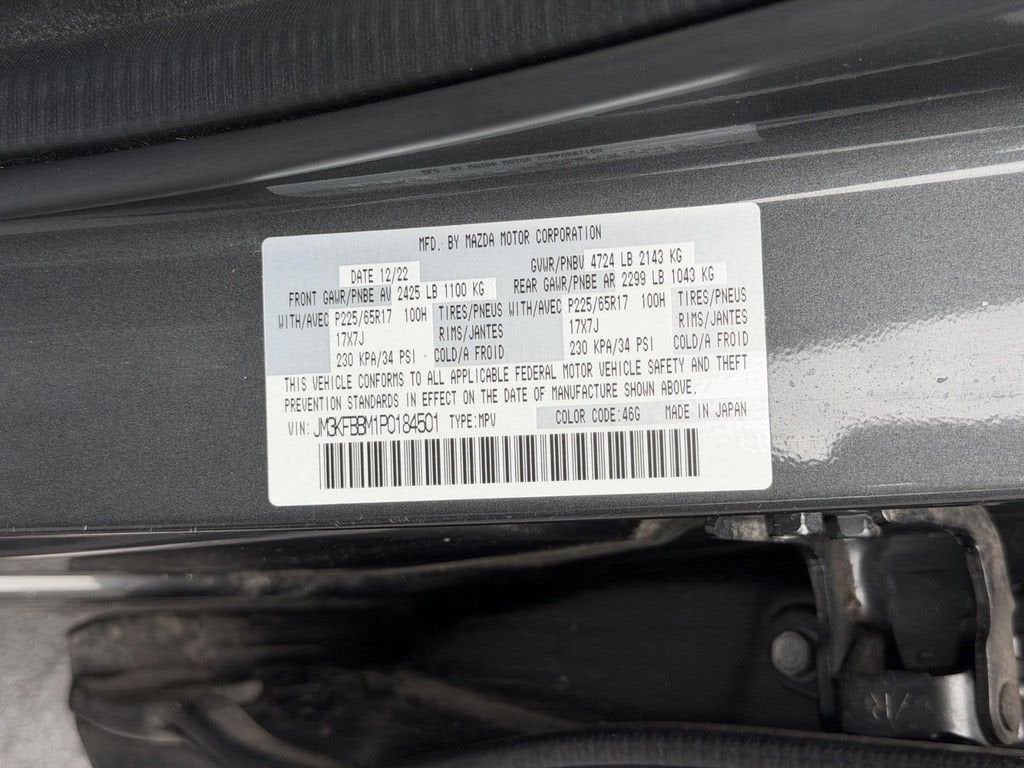 MFD. BY MAZDA MOTOR CORPORATION
DATE 12/22 GVWR/PNBV 4724 LB 2143 KG
FRONT GAWR/PNBE AV 2425 LB 1100 KG REAR GAWR/PNBE AR 2299 LB 1043 KG
WITH/AVEC P225/65R17 100H TIRES/PNEUS WITH/AVEC P225/65R17 100H TIRES/PNEUS
17X7J RIMS/JANTES 17X7J RIMS/JANTES
230 KPA/34 PSI - COLD/A FROID 230 KPA/34 PSI - COLD/A FROID
THIS VEHICLE CONFORMS TO ALL APPLICABLE FEDERAL MOTOR VEHICLE SAFETY AND THEFT
PREVENTION STANDARDS IN EFFECT ON THE DATE OF MANUFACTURE SHOWN ABOVE.
VIN: JM3KFBBM1P0184501 TYPE:MPV COLOR CODE:46G MADE IN JAPAN